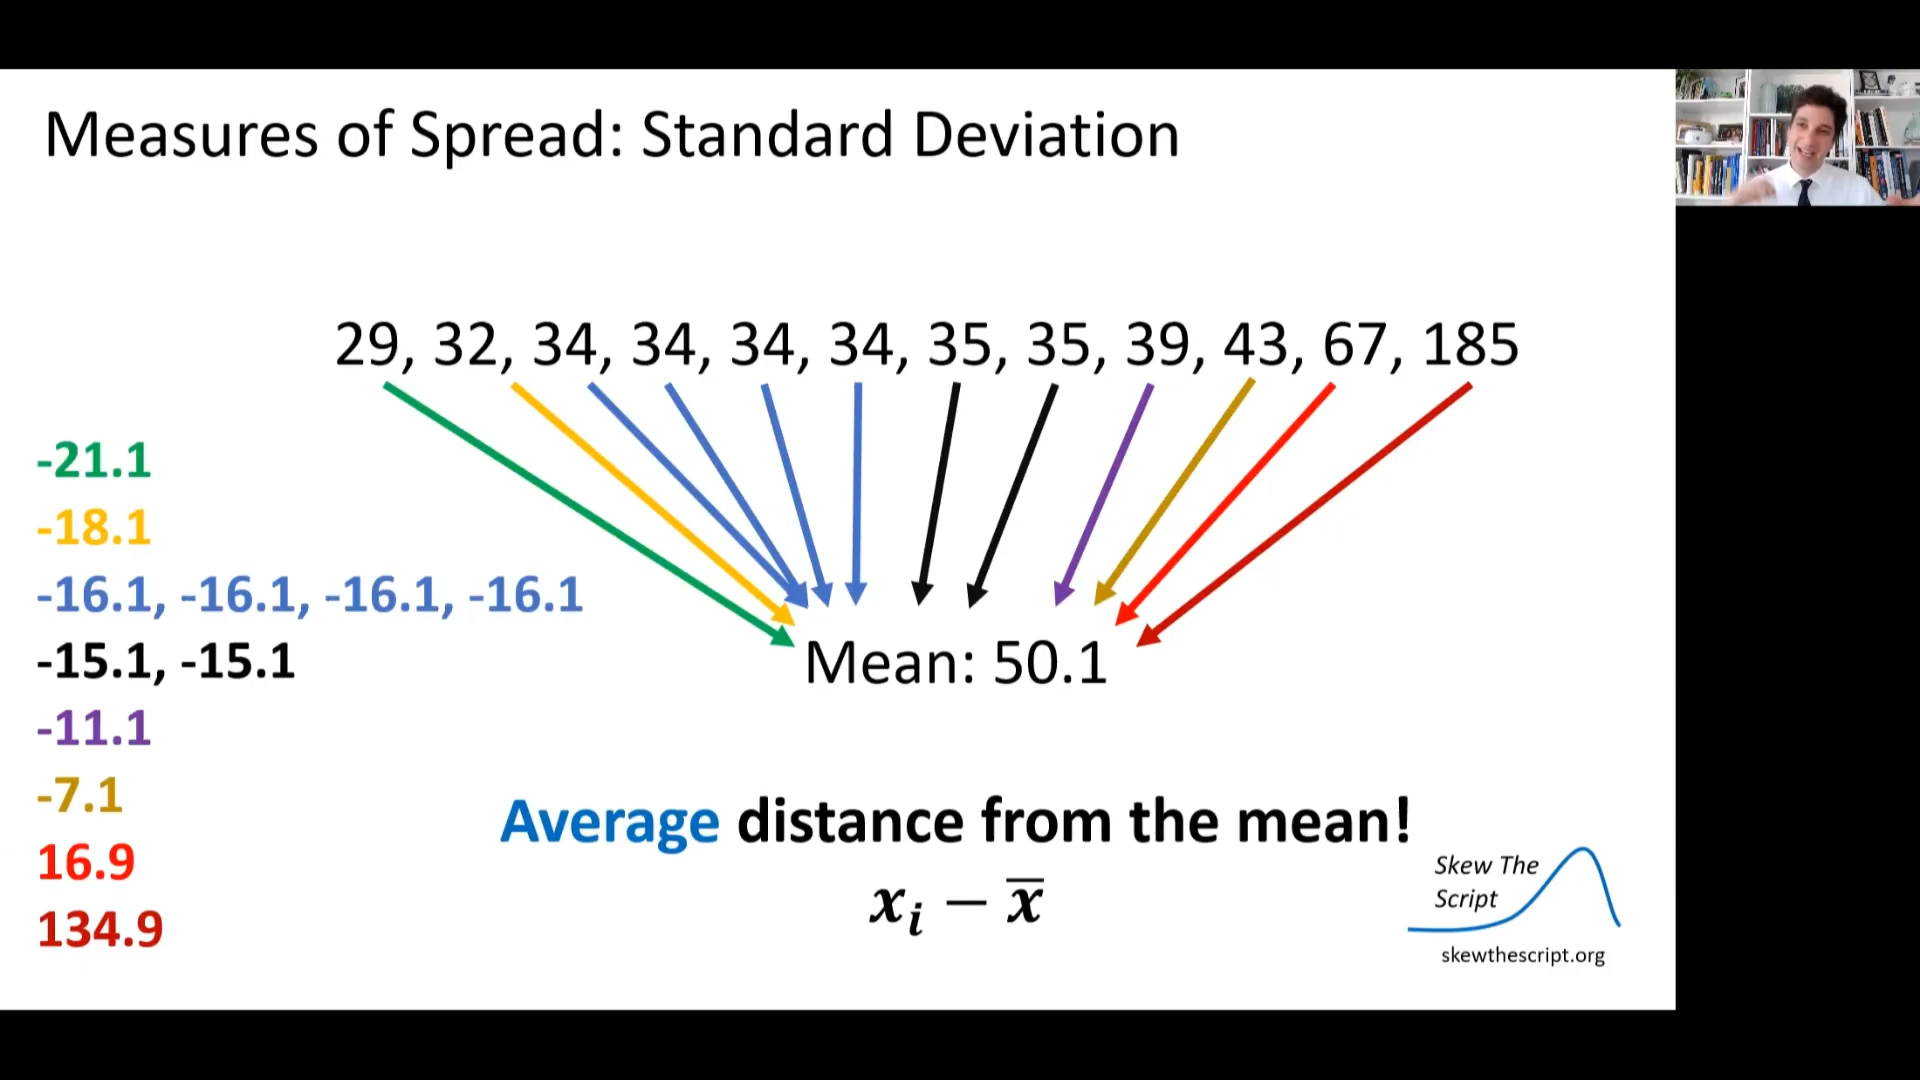 Measures of Spread: Standard Deviation
29, 32, 34, 34, 34, 34, 35, 35, 39, 43, 67, 185
-21.1
-18.1
-16.1, -16.1, -16.1, -16.1
-15.1, -15.1
-11.1
-7.1
16.9
134.9
Mean: 50.1
Average distance from the mean!
xᵢ − x̄
Skew The
Script
skewthescript.org